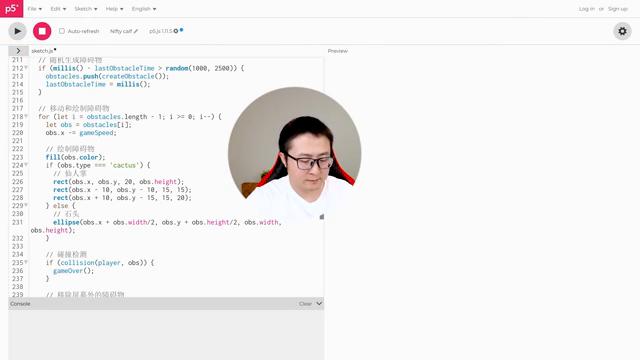 p5*
File Edit Sketch Help English
Log in or Sign up
Auto-refresh Nifty calf p5.js 1.11.5
sketch.js
Preview
211 // 随机生成障碍物
212 if (millis() - lastObstacleTime > random(1000, 2500)) {
213 obstacles.push(createObstacle());
214 lastObstacleTime = millis();
215 }
216
217 // 移动和绘制障碍物
218 for (let i = obstacles.length - 1; i >= 0; i--) {
219 let obs = obstacles[i];
220 obs.x -= gameSpeed;
221
222 // 绘制障碍物
223 fill(obs.color);
224 if (obs.type === 'cactus') {
225 // 仙人掌
226 rect(obs.x, obs.y, 20, obs.height);
227 rect(obs.x - 10, obs.y - 10, 15, 15);
228 rect(obs.x + 10, obs.y - 15, 15, 20);
229 } else {
230 // 石头
231 ellipse(obs.x + obs.width/2, obs.y + obs.height/2, obs.width,
obs.height);
232 }
233
234 // 碰撞检测
235 if (collision(player, obs)) {
236 gameOver();
237 }
238
239 // 移除屏幕外的障碍物
Console
Clear